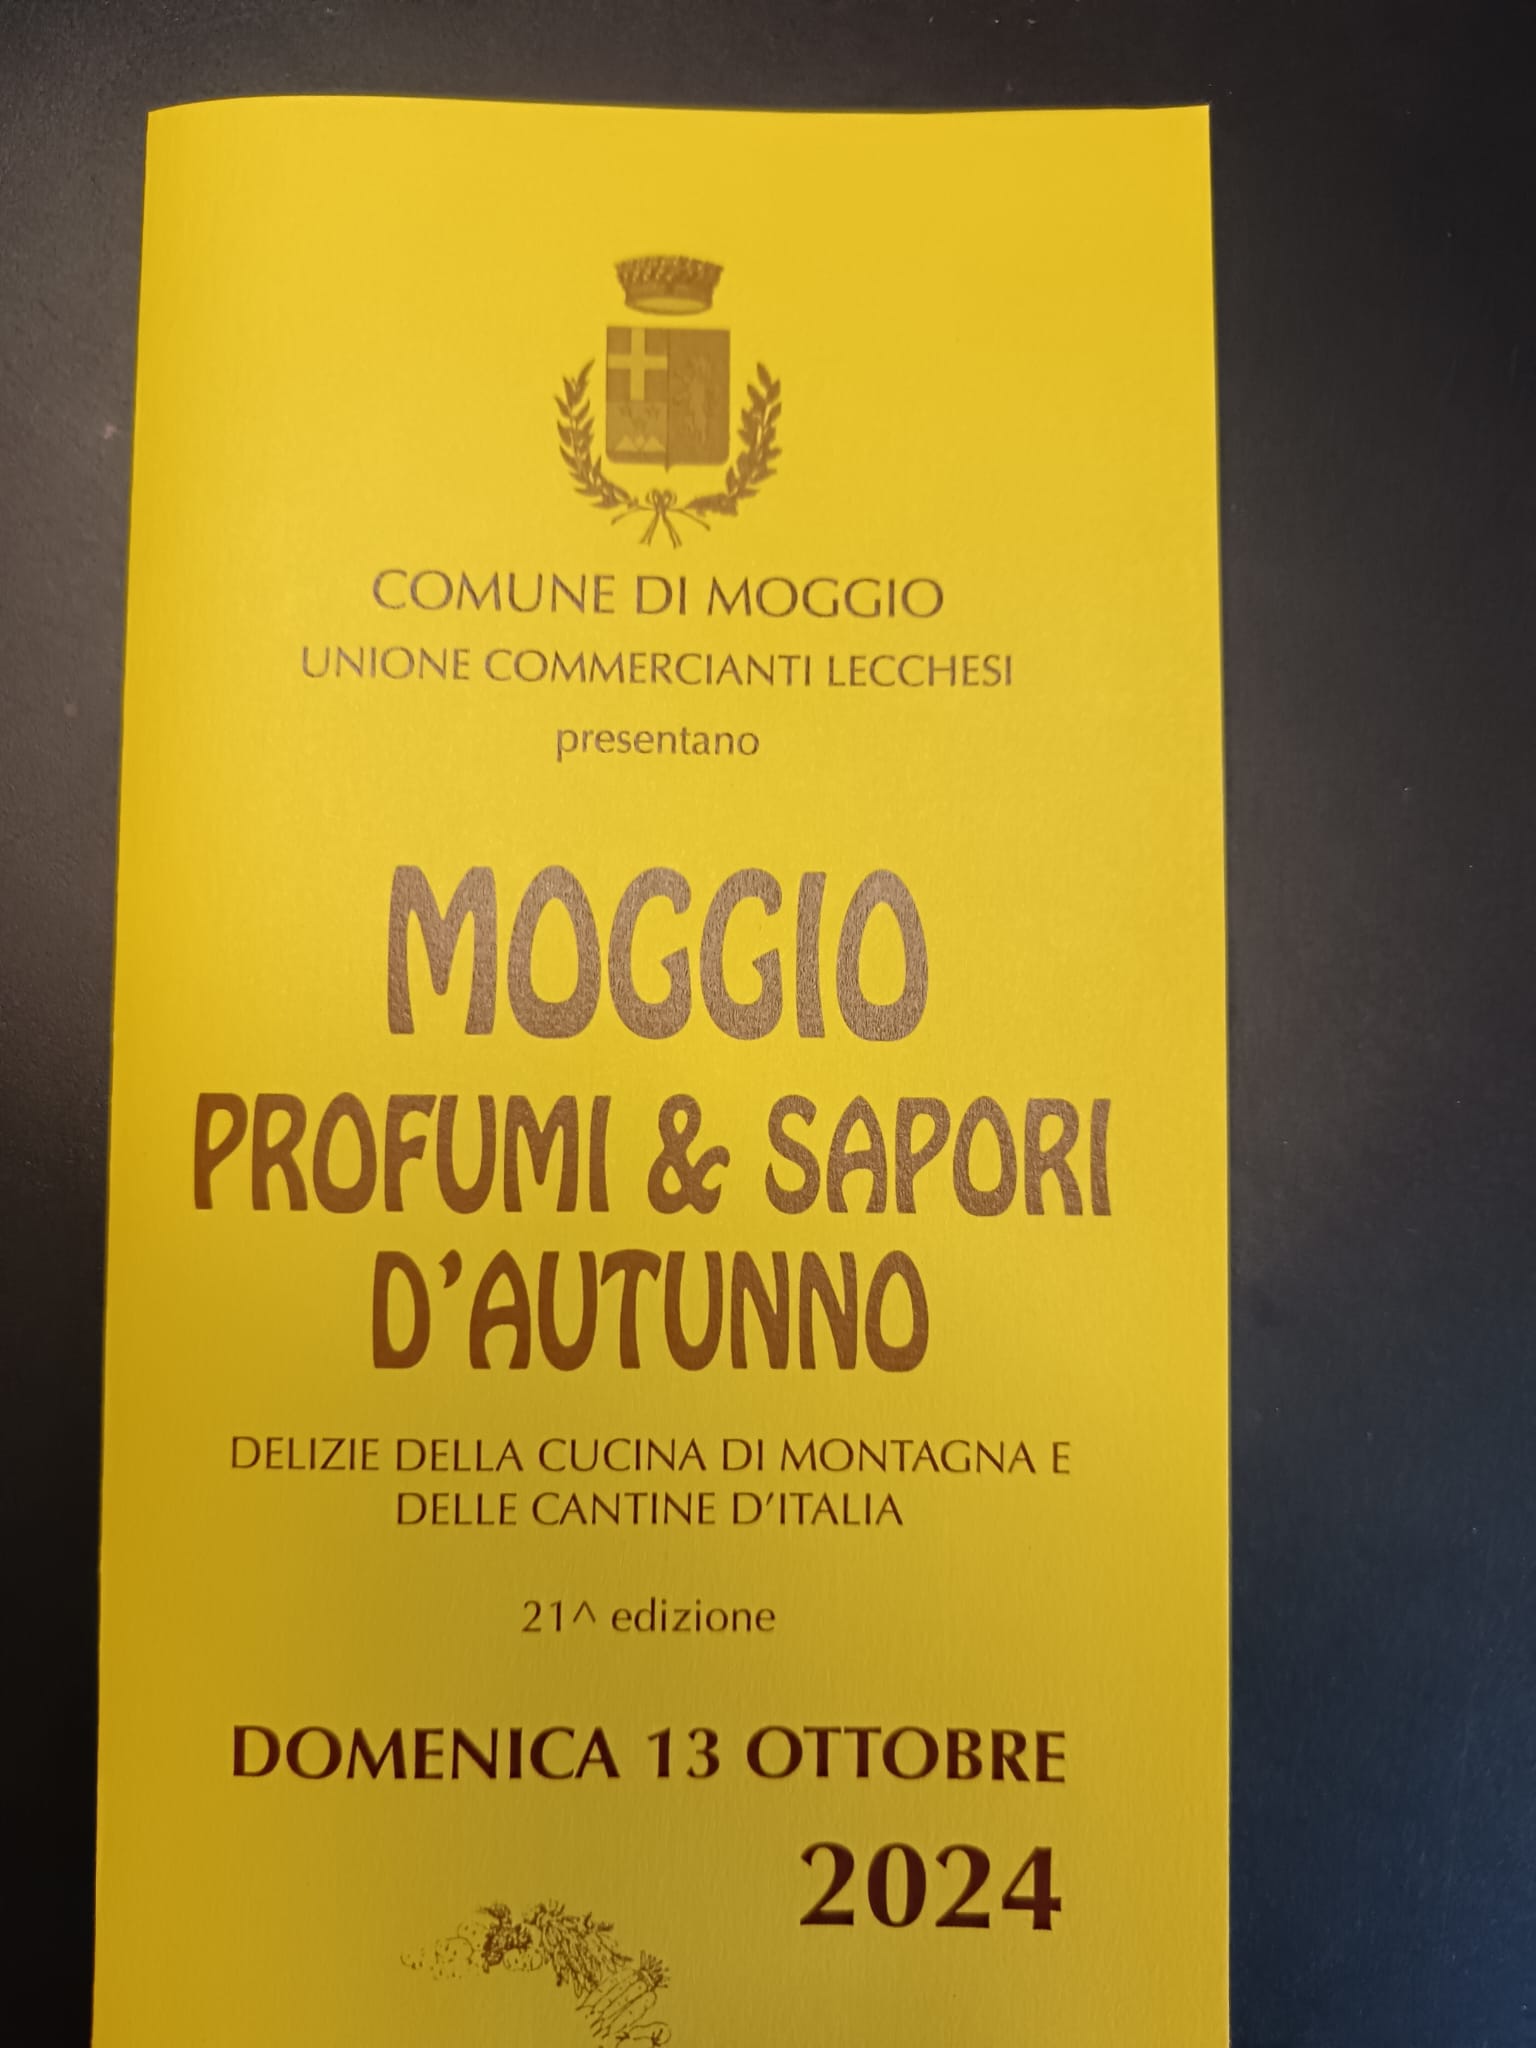 COMUNE DI MOGGIO
UNIONE COMMERCIANTI LECCHESI
presentano
MOGGIO
PROFUMI & SAPORI
D'AUTUNNO
DELIZIE DELLA CUCINA DI MONTAGNA E
DELLE CANTINE D'ITALIA
21^ edizione
DOMENICA 13 OTTOBRE
2024